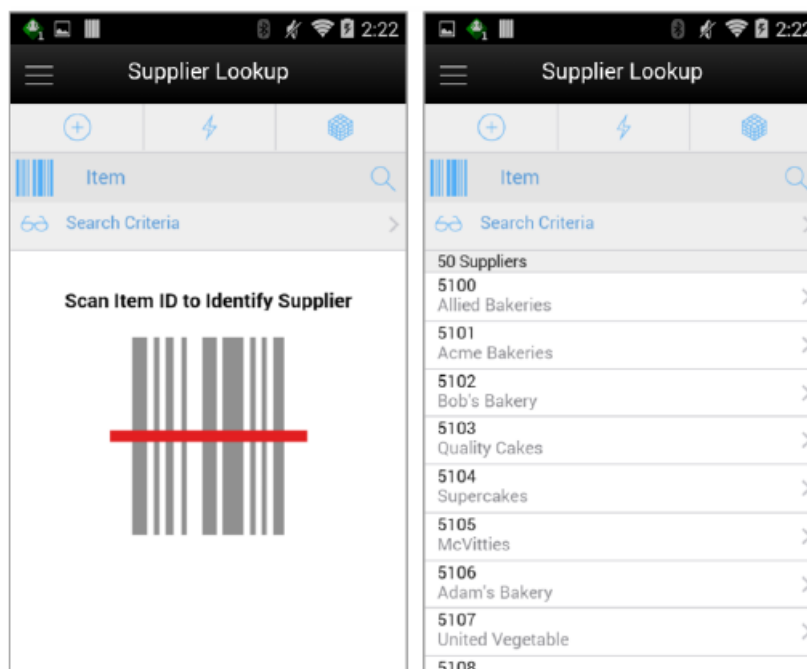 2:22
Supplier Lookup
Item
Search Criteria
Scan Item ID to Identify Supplier
2:22
Supplier Lookup
Item
Search Criteria
50 Suppliers
5100
Allied Bakeries
5101
Acme Bakeries
5102
Bob's Bakery
5103
Quality Cakes
5104
Supercakes
5105
McVitties
5106
Adam's Bakery
5107
United Vegetable
5108